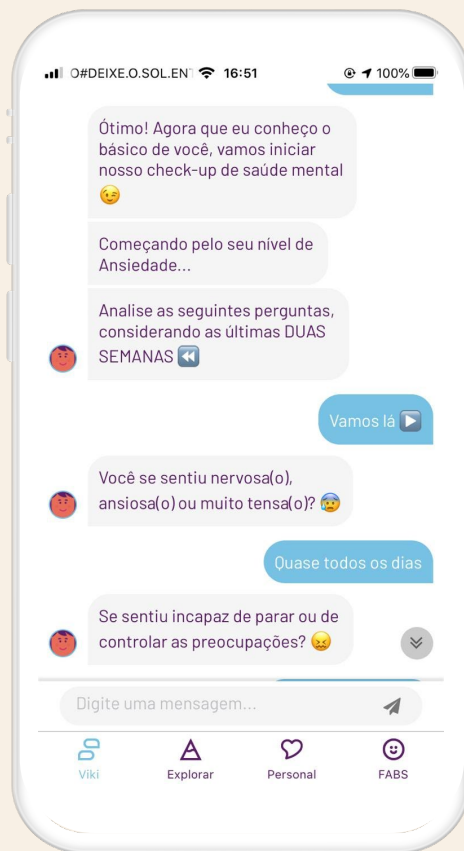 O#DEIXE.O.SOL.EN
16:51
100%
Ótimo! Agora que eu conheço o
básico de você, vamos iniciar
nosso check-up de saúde mental
😉
Começando pelo seu nível de
Ansiedade...
Analise as seguintes perguntas,
considerando as últimas DUAS
SEMANAS ⏪
Vamos lá ▶️
Você se sentiu nervosa(o),
ansiosa(o) ou muito tensa(o)? 😰
Quase todos os dias
Se sentiu incapaz de parar ou de
controlar as preocupações? 😖
Digite uma mensagem...
Viki
Explorar
Personal
FABS